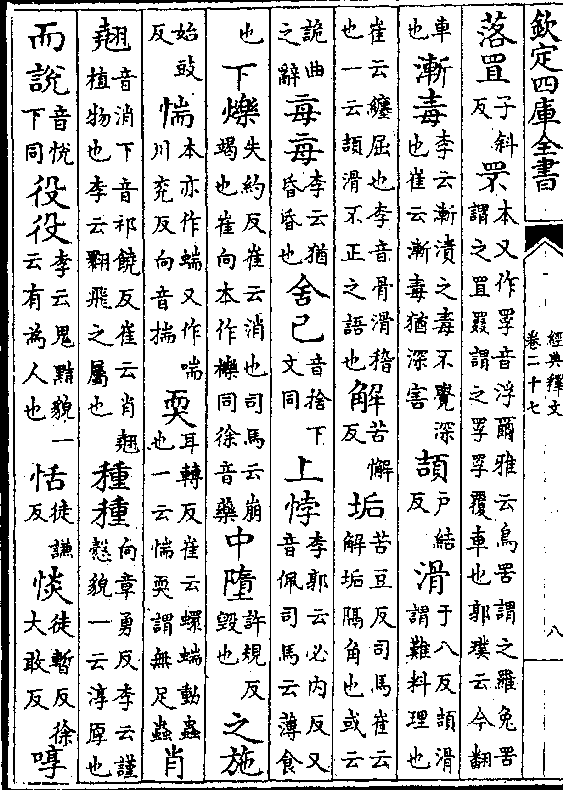 欽定四庫全書
經典釋文
卷二十七
八
落罝子斜反罘本又作罦音浮爾雅云鳥罟謂之羅兔罟謂之罝罬謂之罦罦覆車也郭璞云今翻
車也漸毒李云漸漬之毒不覺深也崔云漸毒猶深害頡戶結反滑于八反頡滑謂難料理也
崔云纏屈也李音骨滑稽也一云頡滑不正之語也解苦懈反垢苦豆反司馬崔云解垢隔角也或云
詭曲之辭每每李云猶昏昏也舍己音捨下文同上悖李郭云必內反又音佩司馬云薄食
也下爍失約反崔云消也司馬云崩竭也崔向本作櫟同徐音藥中墮許規反毀也之施
始豉反惴本亦作蝡又作喘川兗反向音揣耎耳轉反崔云蠉蝡動蟲也一云惴耎謂無足蟲肖
翹音消下音祁饒反崔云肖翹植物也李云翾飛之屬也種種向章勇反李云謹慤貌一云淳厚也
而說音悅下同役役李云鬼黠貌一云有為人也恬徒謙反惔徒暫反徐大敢反啍